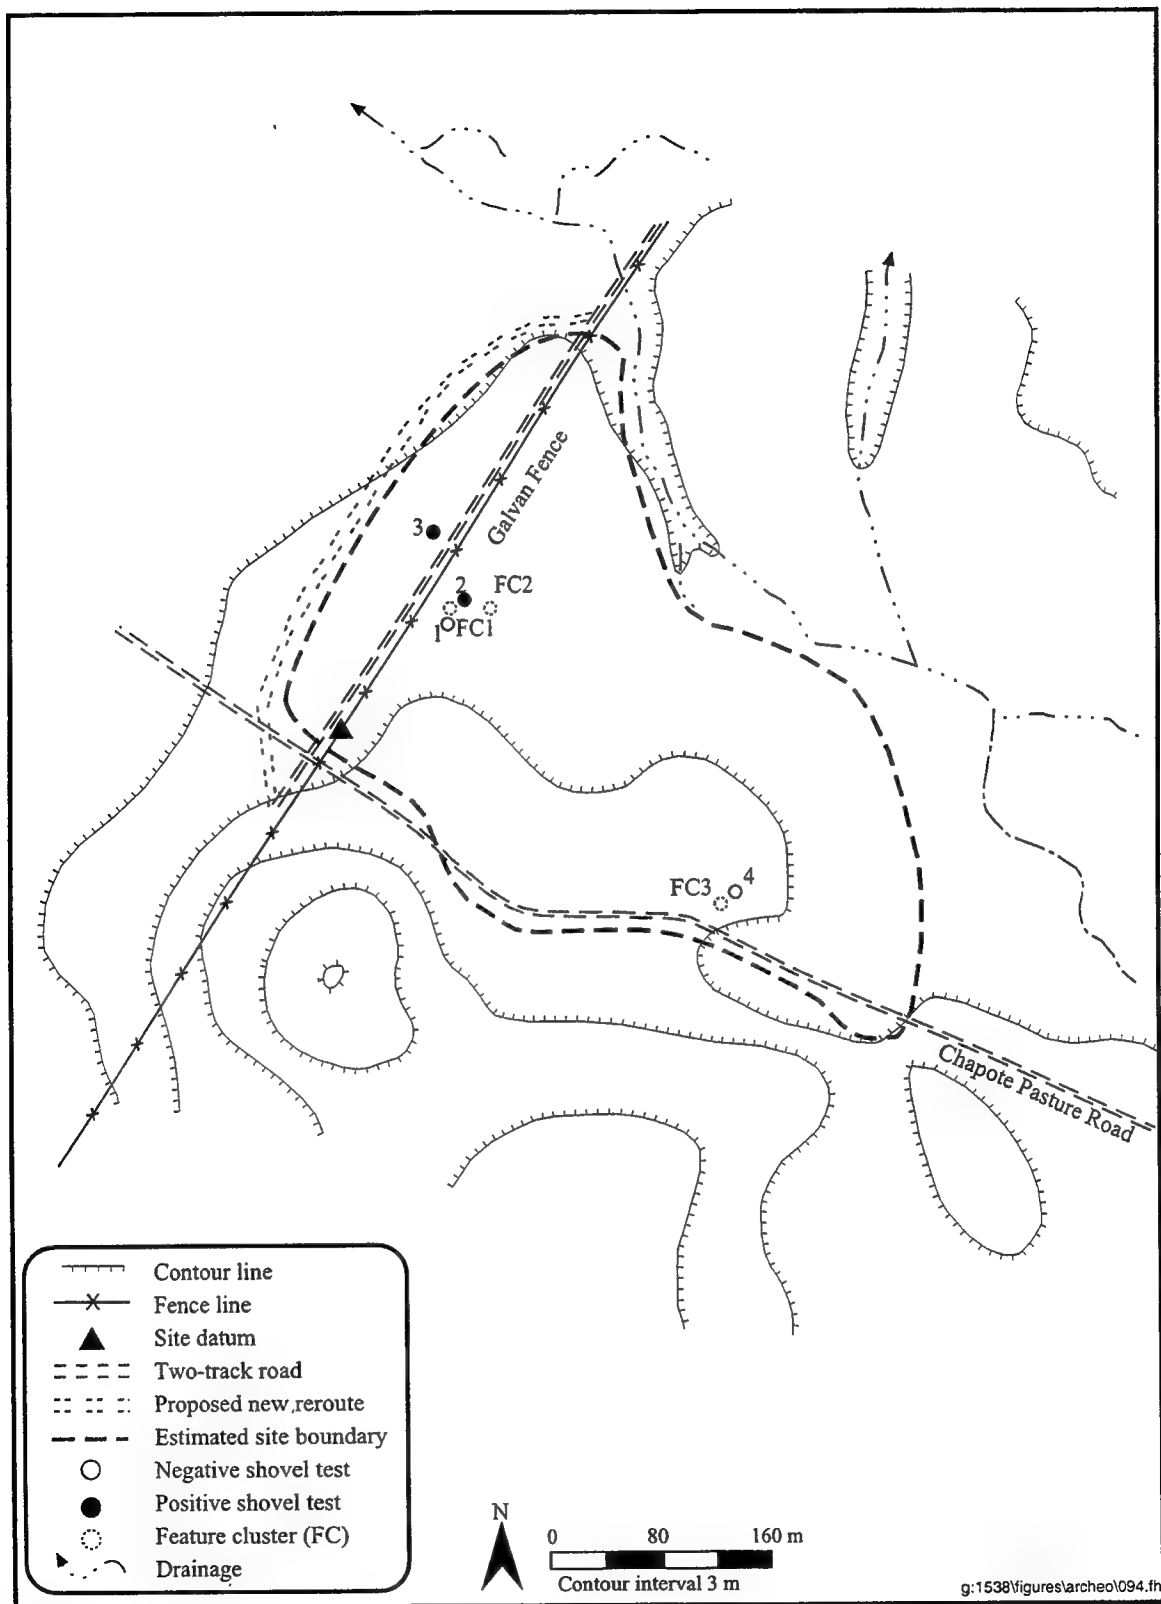 Galvan Fence
3
2
FC2
1
FC1
FC3
4
Chapote Pasture Road
Contour line
Fence line
Site datum
Two-track road
Proposed new reroute
Estimated site boundary
Negative shovel test
Positive shovel test
Feature cluster (FC)
Drainage
N
0 80 160 m
Contour interval 3 m
g:1538\figures\archeo\094.fh